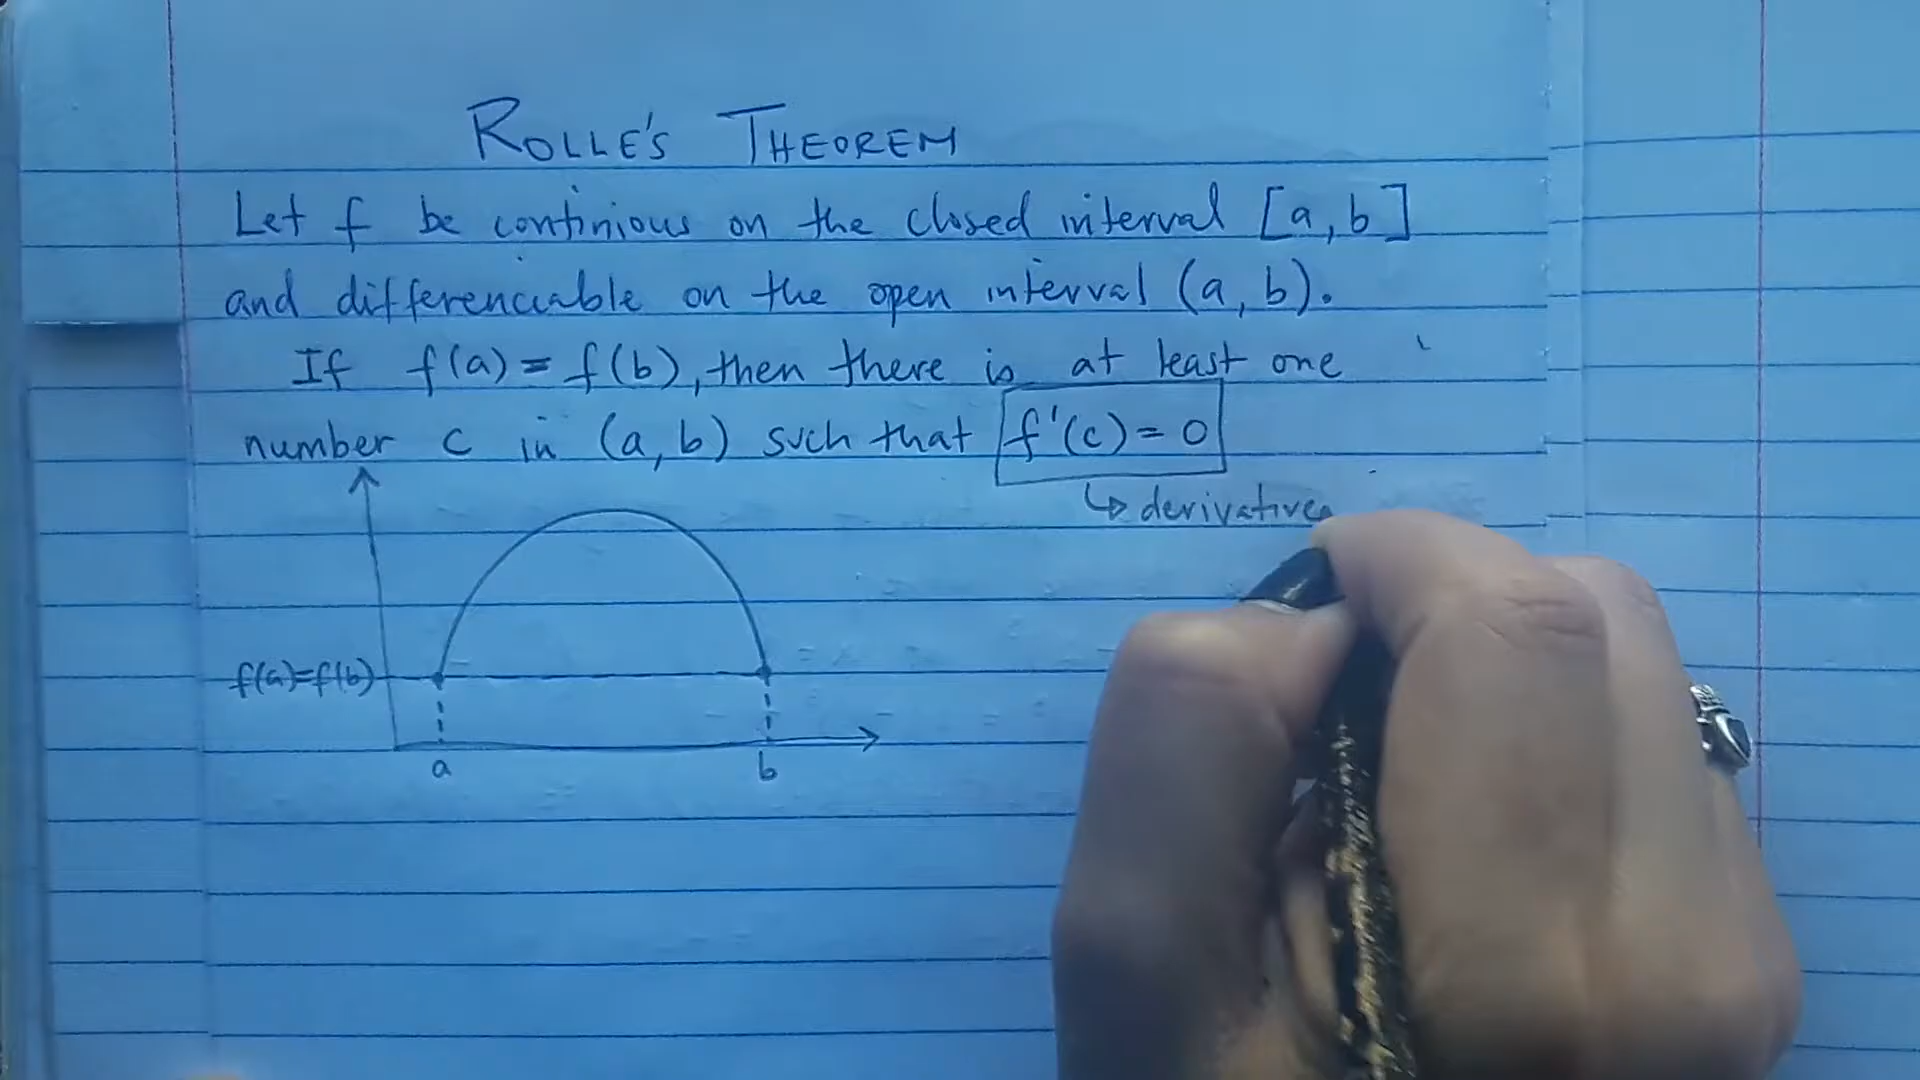 ROLLE'S THEOREM
Let f be continious on the closed interval [a, b]
and differenciable on the open interval (a, b).
If f(a) = f(b), then there is at least one
number c in (a, b) such that f'(c) = 0
↳ derivative
f(a)=f(b)
a b